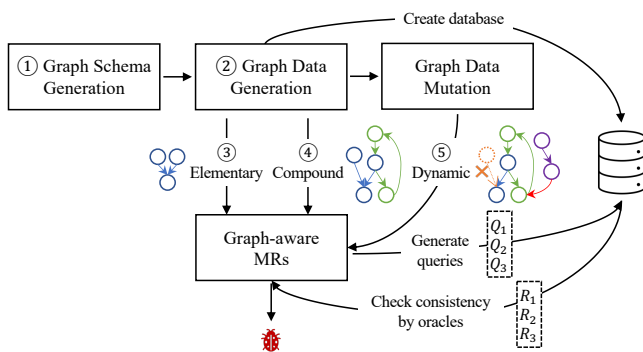 Create database
① Graph Schema
Generation
② Graph Data
Generation
Graph Data
Mutation
③
Elementary
④
Compound
⑤
Dynamic
Graph-aware
MRs
Generate
queries
Q₁
Q₂
Q₃
Check consistency
by oracles
R₁
R₂
R₃